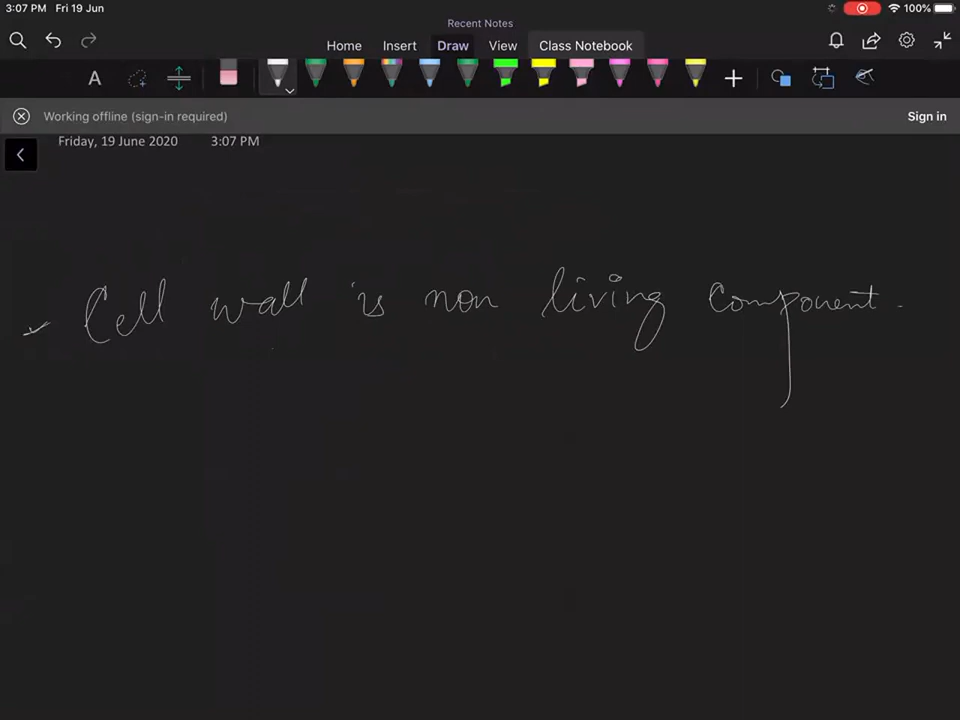 3:07 PM Fri 19 Jun 100%
Recent Notes
Home Insert Draw View Class Notebook
A
Working offline (sign-in required) Sign in
Friday, 19 June 2020 3:07 PM
Cell wall is non living component.